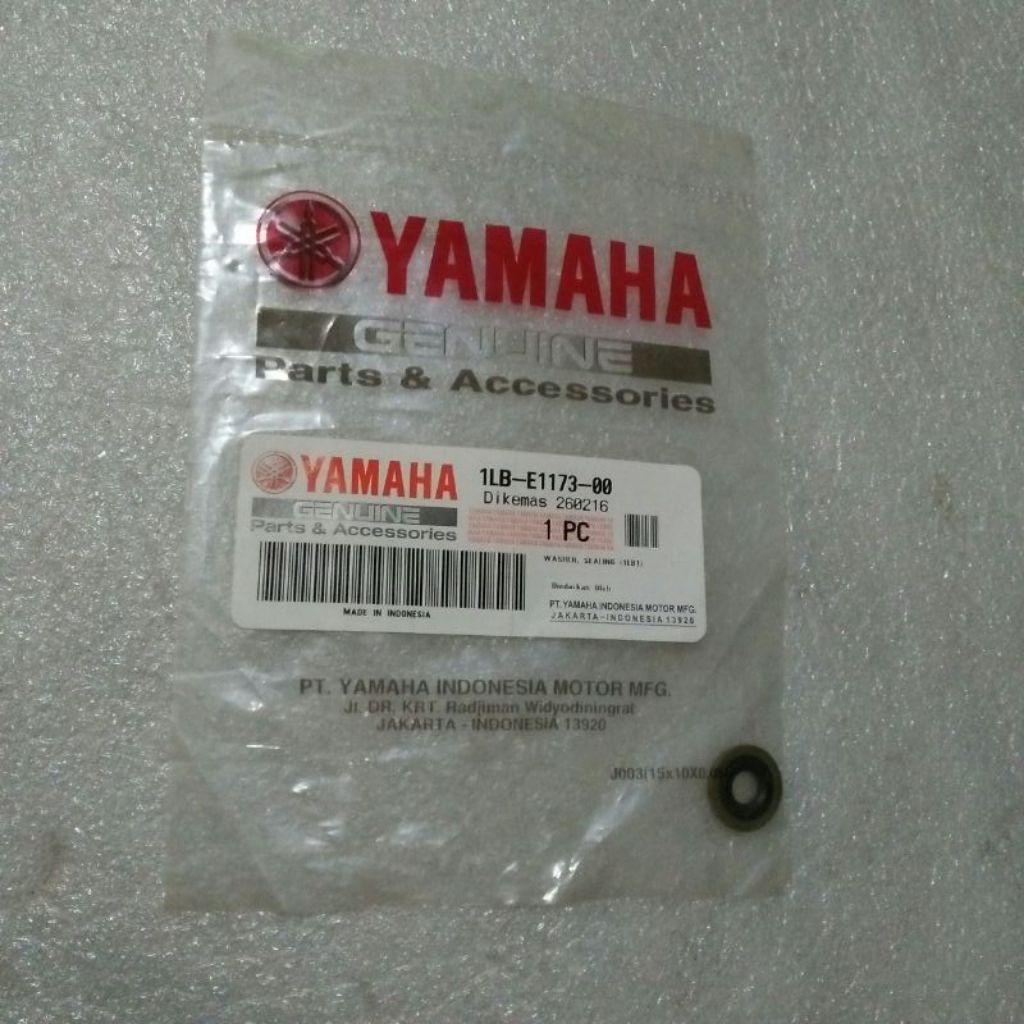 YAMAHA
GENUINE
Parts & Accessories
YAMAHA
GENUINE
Parts & Accessories
MADE IN INDONESIA
1LB-E1173-00
Dikemas 260216
1 PC
WASHER, SEALING (1LB1)
PT. YAMAHA INDONESIA MOTOR MFG.
JAKARTA-INDONESIA 13920
PT. YAMAHA INDONESIA MOTOR MFG.
Jl. DR. KRT. Radjiman Widyodiningrat
JAKARTA - INDONESIA 13920